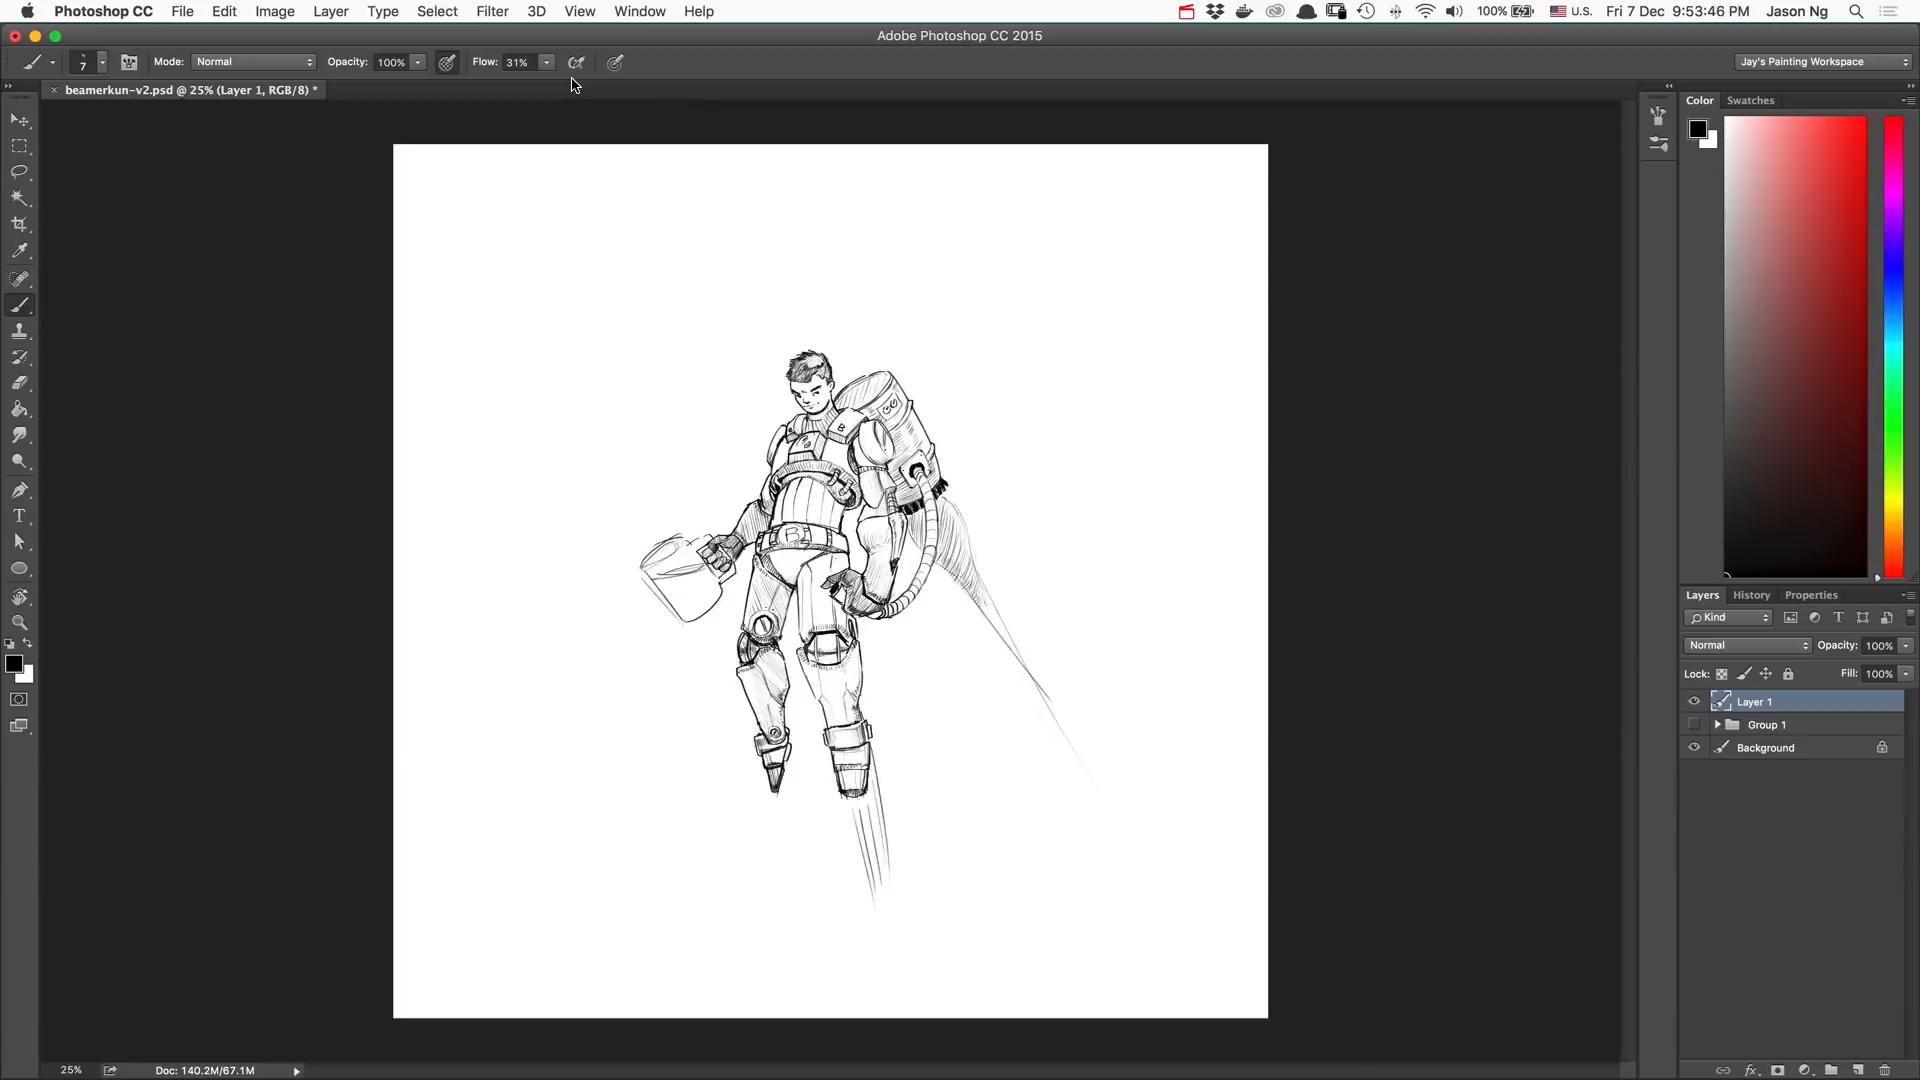 Photoshop CC File Edit Image Layer Type Select Filter 3D View Window Help 100% U.S. Fri 7 Dec 9:53:46 PM Jason Ng
Adobe Photoshop CC 2015
7 Mode: Normal Opacity: 100% Flow: 31% Jay's Painting Workspace
beamerkun-v2.psd @ 25% (Layer 1, RGB/8) *
Color Swatches
B
B
Layers History Properties
Kind
Normal Opacity: 100%
Lock: Fill: 100%
Layer 1
Group 1
Background
25% Doc: 140.2M/67.1M